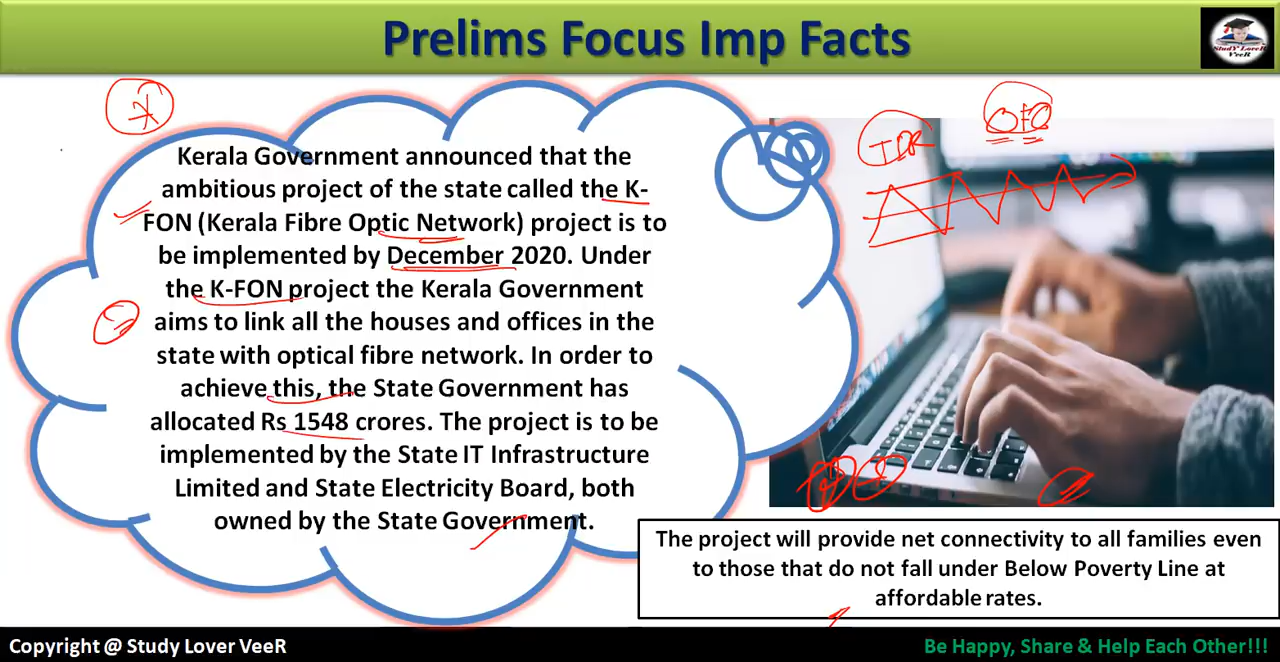 Prelims Focus Imp Facts
StudY LoveR
VeeR
Kerala Government announced that the
ambitious project of the state called the K-
FON (Kerala Fibre Optic Network) project is to
be implemented by December 2020. Under
the K-FON project the Kerala Government
aims to link all the houses and offices in the
state with optical fibre network. In order to
achieve this, the State Government has
allocated Rs 1548 crores. The project is to be
implemented by the State IT Infrastructure
Limited and State Electricity Board, both
owned by the State Government.
TIR
OFC
The project will provide net connectivity to all families even
to those that do not fall under Below Poverty Line at
affordable rates.
Copyright @ Study Lover VeeR
Be Happy, Share & Help Each Other!!!